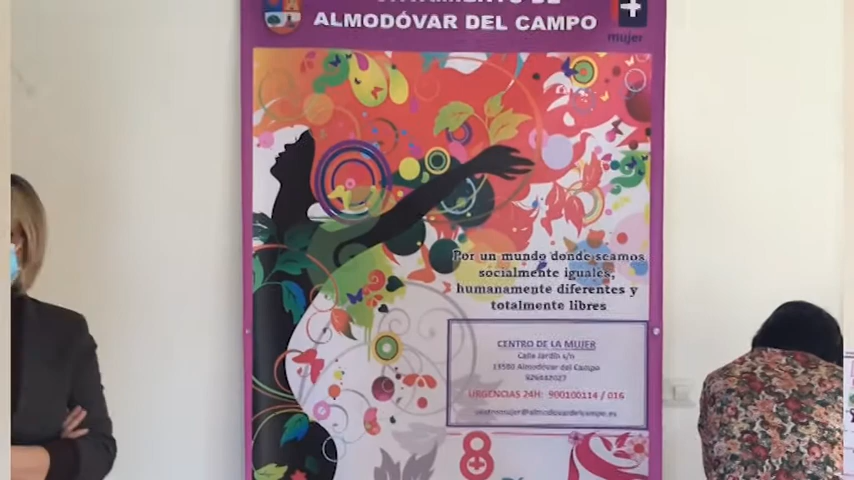 ALMODÓVAR DEL CAMPO
mujer
Por un mundo donde seamos
socialmente iguales,
humanamente diferentes y
totalmente libres
CENTRO DE LA MUJER
Calle Jardín s/n
13580 Almodóvar del Campo
URGENCIAS 24H: 900100114 / 016